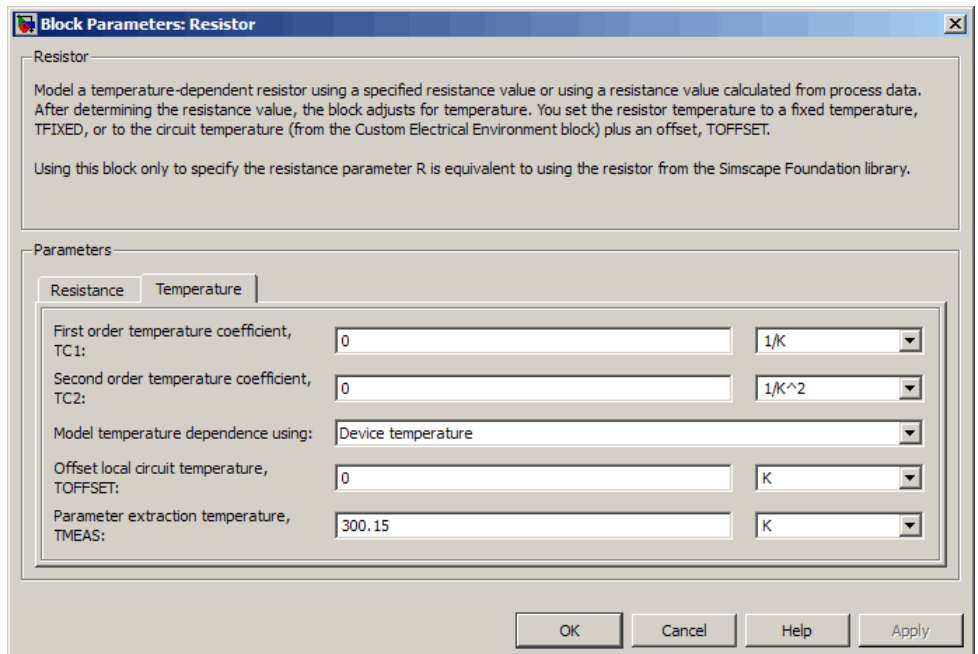 Block Parameters: Resistor
Resistor
Model a temperature-dependent resistor using a specified resistance value or using a resistance value calculated from process data.
After determining the resistance value, the block adjusts for temperature. You set the resistor temperature to a fixed temperature,
TFIXED, or to the circuit temperature (from the Custom Electrical Environment block) plus an offset, TOFFSET.
Using this block only to specify the resistance parameter R is equivalent to using the resistor from the Simscape Foundation library.
Parameters
Resistance Temperature
First order temperature coefficient,
TC1:
0 1/K
Second order temperature coefficient,
TC2:
0 1/K^2
Model temperature dependence using: Device temperature
Offset local circuit temperature,
TOFFSET:
0 K
Parameter extraction temperature,
TMEAS:
300.15 K
OK Cancel Help Apply